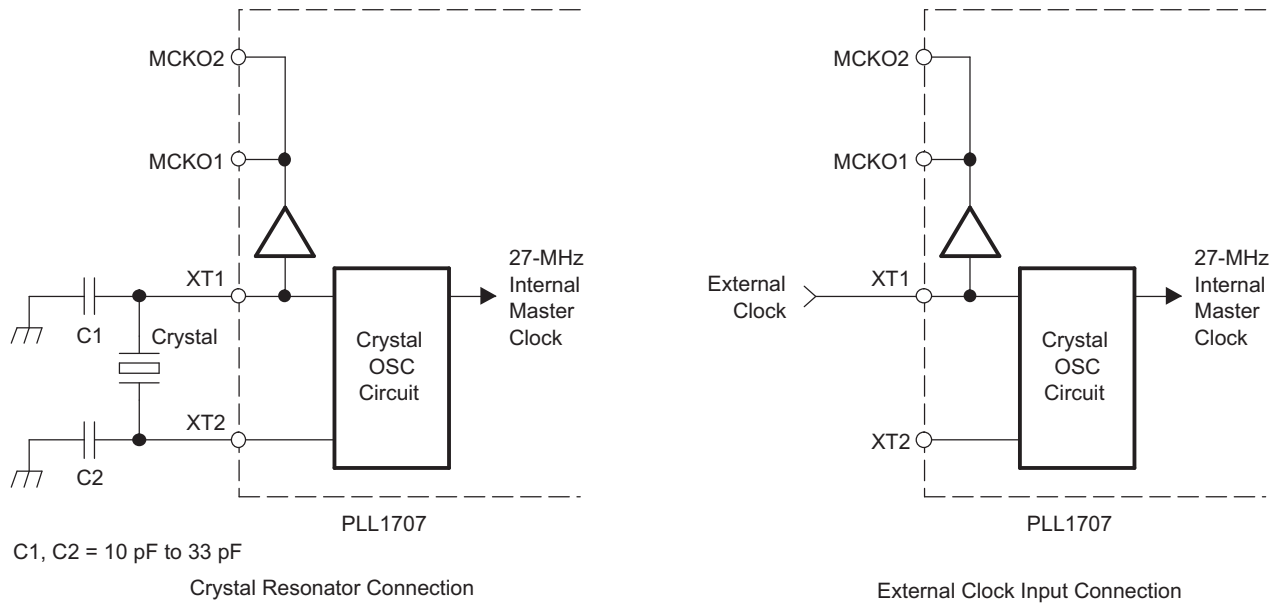 MCKO2
MCKO1
XT1
C1
Crystal
XT2
C2
Crystal
OSC
Circuit
27-MHz
Internal
Master
Clock
PLL1707
C1, C2 = 10 pF to 33 pF
Crystal Resonator Connection
MCKO2
MCKO1
External
Clock
XT1
XT2
Crystal
OSC
Circuit
27-MHz
Internal
Master
Clock
PLL1707
External Clock Input Connection